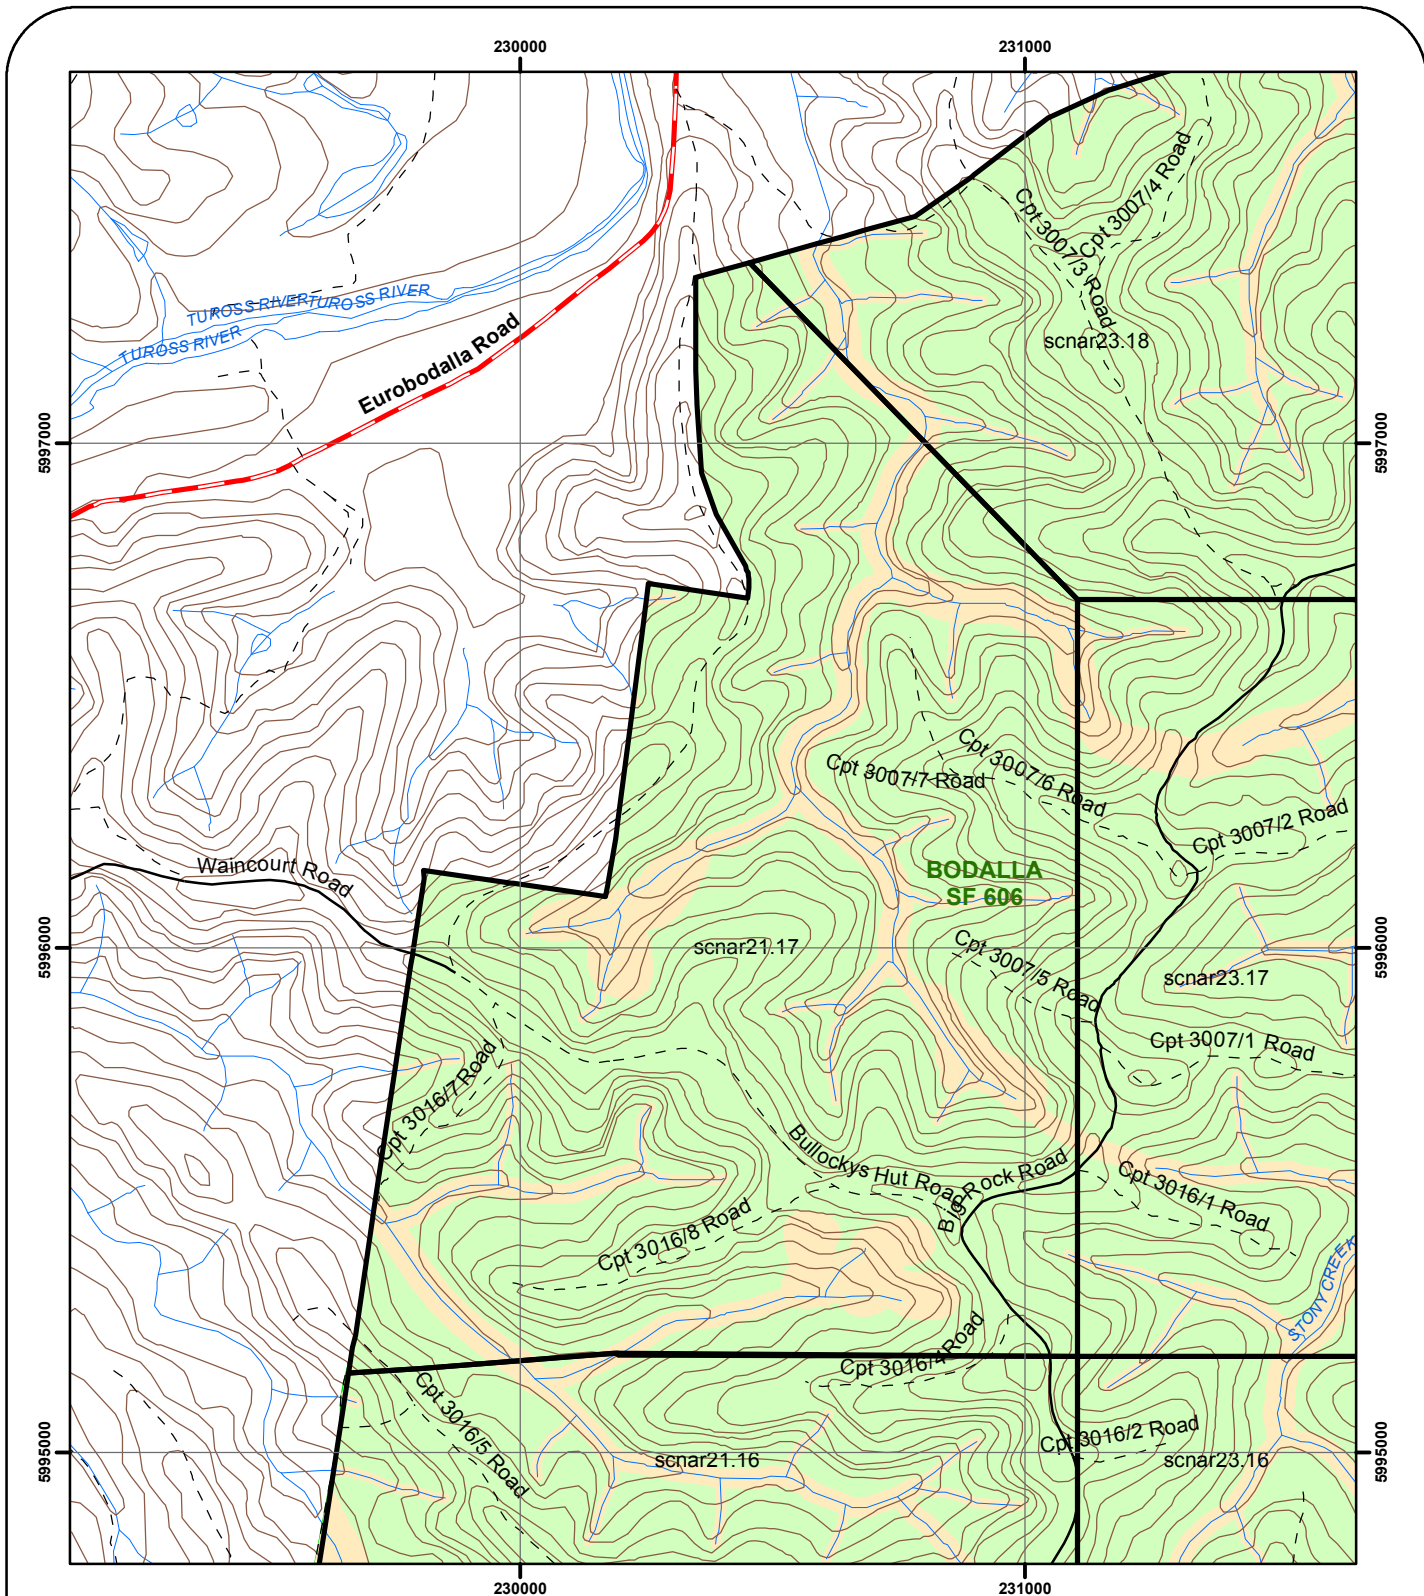 230000
231000
Cpt 3007/4 Road
Cpt 3007/3 Road
TUROSS RIVER
TUROSS RIVER
TUROSS RIVER
Eurobodalla Road
scnar23.18
5997000
5997000
Cpt 3007/6 Road
Cpt 3007/7 Road
Cpt 3007/2 Road
Waincourt Road
BODALLA
SF 606
5996000
5996000
scnar21.17
Cpt 3007/5 Road
scnar23.17
Cpt 3007/1 Road
Cpt 3016/7 Road
Bullockys Hut Road
Big Rock Road
Cpt 3016/1 Road
Cpt 3016/8 Road
STONY CREEK
Cpt 3016/4 Road
Cpt 3016/5 Road
Cpt 3016/2 Road
5995000
5995000
scnar21.16
scnar23.16
230000
231000